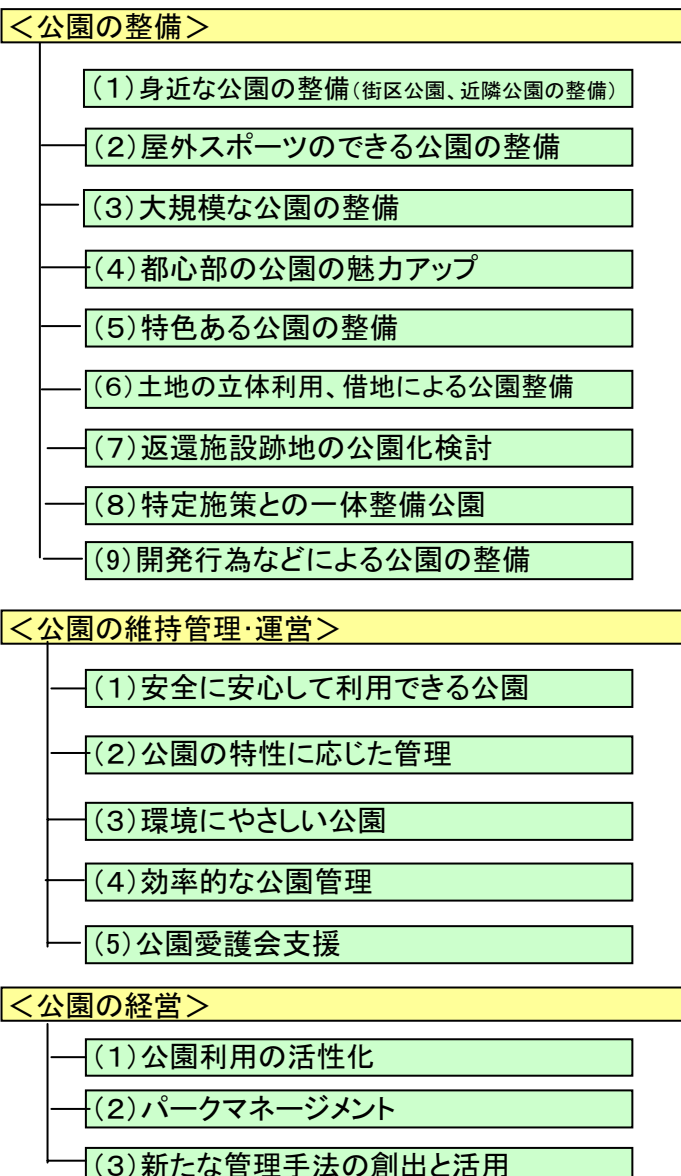 ＜公園の整備＞
（１）身近な公園の整備（街区公園、近隣公園の整備）
（２）屋外スポーツのできる公園の整備
（３）大規模な公園の整備
（４）都心部の公園の魅力アップ
（５）特色ある公園の整備
（６）土地の立体利用、借地による公園整備
（７）返還施設跡地の公園化検討
（８）特定施策との一体整備公園
（９）開発行為などによる公園の整備
＜公園の維持管理・運営＞
（１）安全に安心して利用できる公園
（２）公園の特性に応じた管理
（３）環境にやさしい公園
（４）効率的な公園管理
（５）公園愛護会支援
＜公園の経営＞
（１）公園利用の活性化
（２）パークマネージメント
（３）新たな管理手法の創出と活用